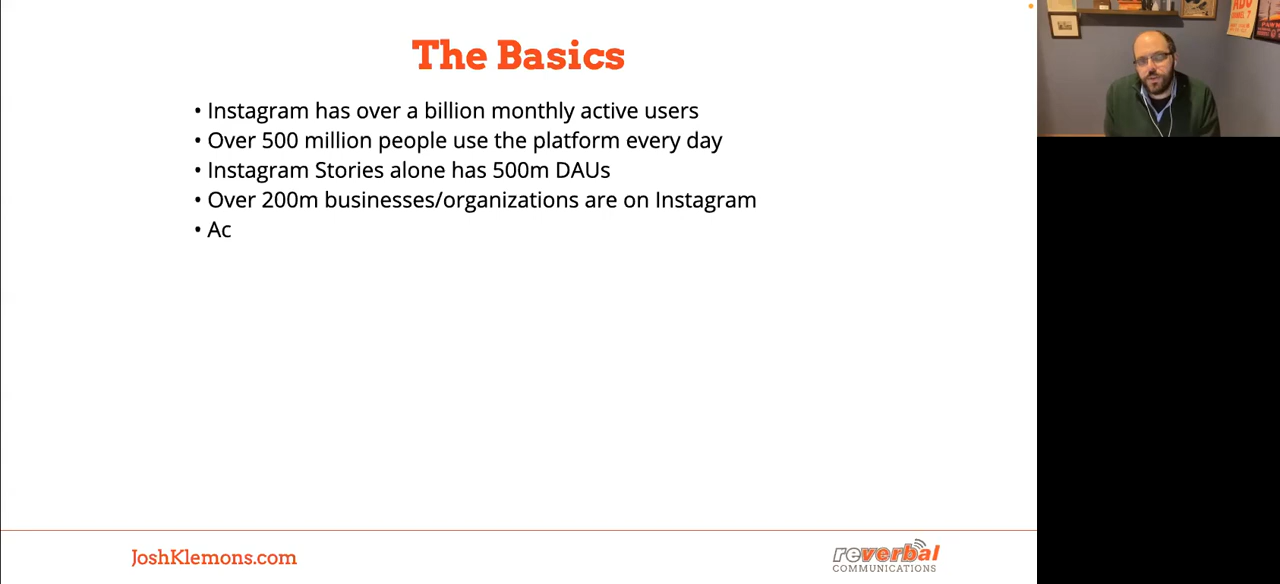 The Basics
• Instagram has over a billion monthly active users
• Over 500 million people use the platform every day
• Instagram Stories alone has 500m DAUs
• Over 200m businesses/organizations are on Instagram
• Ac
JoshKlemons.com
reverbal
COMMUNICATIONS